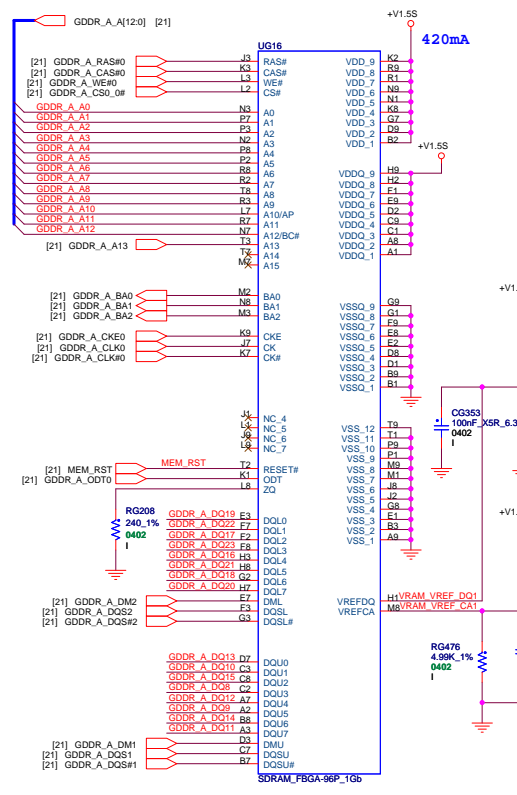 GDDR_A_A[12:0] [21]
+V1.5S
420mA
UG16
[21] GDDR_A_RAS#0 J3 RAS# VDD_9 K2
[21] GDDR_A_CAS#0 K3 CAS# VDD_8 R9
[21] GDDR_A_WE#0 L3 WE# VDD_7 R1
[21] GDDR_A_CS0_0# L2 CS# VDD_6 N9
VDD_5 N1
GDDR_A_A0 N3 A0 VDD_4 K8
GDDR_A_A1 P7 A1 VDD_3 G7
GDDR_A_A2 P3 A2 VDD_2 D9
GDDR_A_A3 N2 A3 VDD_1 B2
GDDR_A_A4 P8 A4
GDDR_A_A5 P2 A5
+V1.5S
GDDR_A_A6 R8 A6 VDDQ_9 H9
GDDR_A_A7 R2 A7 VDDQ_8 H2
GDDR_A_A8 T8 A8 VDDQ_7 F1
GDDR_A_A9 R3 A9 VDDQ_6 E9
GDDR_A_A10 L7 A10/AP VDDQ_5 D2
GDDR_A_A11 R7 A11 VDDQ_4 C9
GDDR_A_A12 N7 A12/BC# VDDQ_3 C1
[21] GDDR_A_A13 T3 A13 VDDQ_2 A8
T7 A14 VDDQ_1 A1
M7 A15
[21] GDDR_A_BA0 M2 BA0
[21] GDDR_A_BA1 N8 BA1 VSSQ_9 G9
[21] GDDR_A_BA2 M3 BA2 VSSQ_8 G1
VSSQ_7 F9
[21] GDDR_A_CKE0 K9 CKE VSSQ_6 E8
[21] GDDR_A_CLK0 J7 CK VSSQ_5 E2
[21] GDDR_A_CLK#0 K7 CK# VSSQ_4 D8
VSSQ_3 D1
VSSQ_2 B9
VSSQ_1 B1
+V1
J1 NC_4
L1 NC_5
J9 NC_6
L9 NC_7
CG353
100nF_X5R_6.3
0402
I
VSS_12 T9
VSS_11 T1
VSS_10 P9
VSS_9 P1
[21] MEM_RST MEM_RST T2 RESET# VSS_8 M9
[21] GDDR_A_ODT0 K1 ODT VSS_7 M1
L8 ZQ VSS_6 J8
VSS_5 J2
VSS_4 G8
VSS_3 E1
VSS_2 B3
VSS_1 A9
+V1
RG208
240_1%
0402
I
GDDR_A_DQ19 E3 DQL0
GDDR_A_DQ22 F7 DQL1
GDDR_A_DQ17 F2 DQL2
GDDR_A_DQ23 F8 DQL3
GDDR_A_DQ16 H3 DQL4
GDDR_A_DQ21 H8 DQL5
GDDR_A_DQ18 G2 DQL6
GDDR_A_DQ20 H7 DQL7
[21] GDDR_A_DM2 E7 DML VREFDQ H1 VRAM_VREF_DQ1
[21] GDDR_A_DQS2 F3 DQSL VREFCA M8 VRAM_VREF_CA1
[21] GDDR_A_DQS#2 G3 DQSL#
RG476
4.99K_1%
0402
I
GDDR_A_DQ13 D7 DQU0
GDDR_A_DQ10 C3 DQU1
GDDR_A_DQ15 C8 DQU2
GDDR_A_DQ8 C2 DQU3
GDDR_A_DQ12 A7 DQU4
GDDR_A_DQ9 A2 DQU5
GDDR_A_DQ14 B8 DQU6
GDDR_A_DQ11 A3 DQU7
[21] GDDR_A_DM1 D3 DMU
[21] GDDR_A_DQS1 C7 DQSU
[21] GDDR_A_DQS#1 B7 DQSU#
SDRAM_FBGA-96P_1Gb